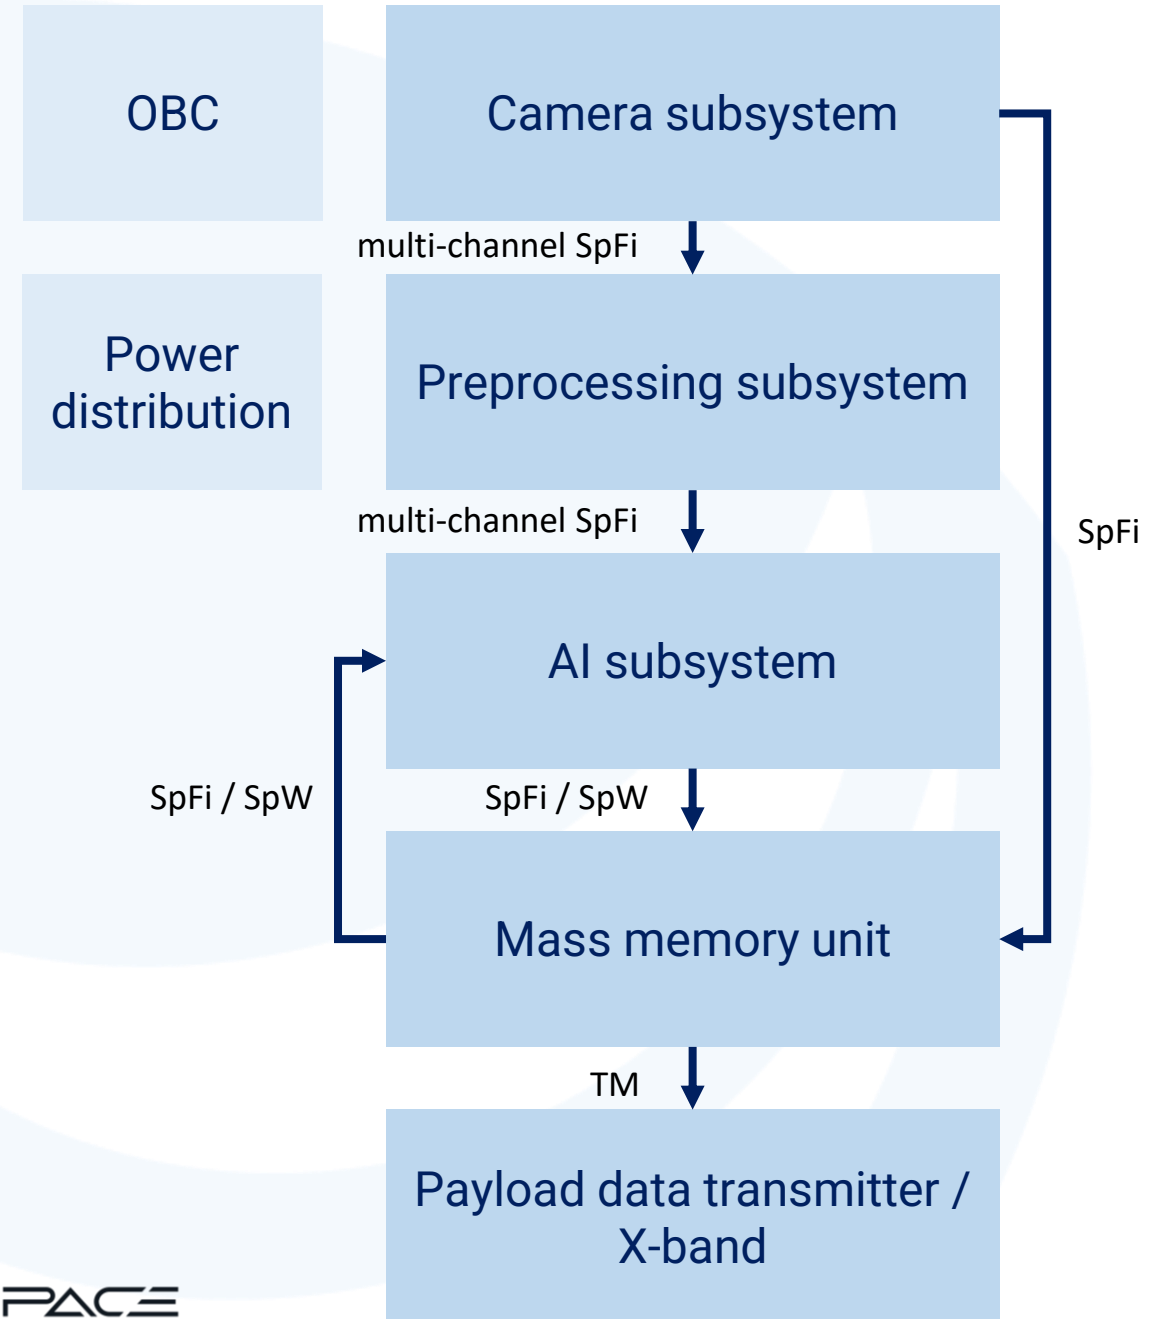 OBC
Camera subsystem
multi-channel SpFi
Power
distribution
Preprocessing subsystem
multi-channel SpFi
SpFi
AI subsystem
SpFi / SpW
SpFi / SpW
Mass memory unit
TM
Payload data transmitter /
X-band
PACE